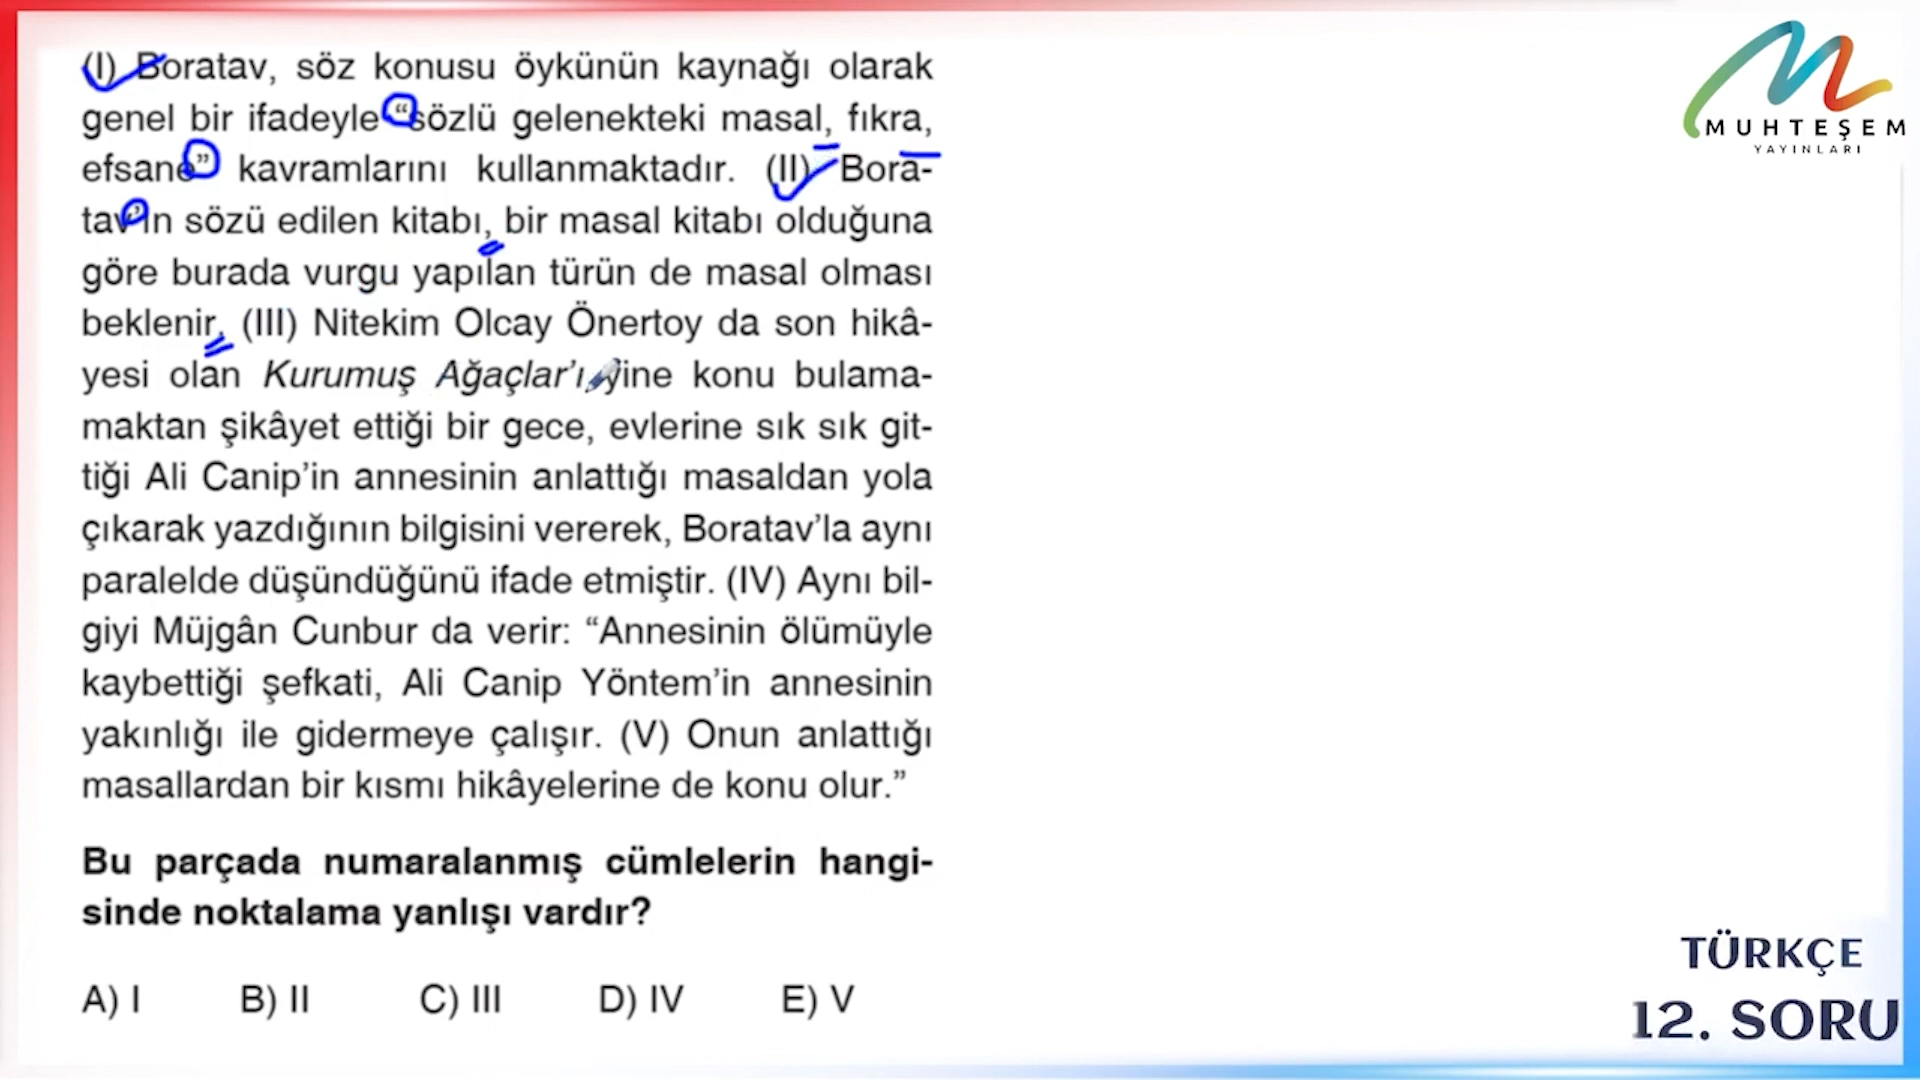 (I) Boratav, söz konusu öykünün kaynağı olarak
genel bir ifadeyle “sözlü gelenekteki masal, fıkra,
efsane” kavramlarını kullanmaktadır. (II) Bora-
tav’ın sözü edilen kitabı, bir masal kitabı olduğuna
göre burada vurgu yapılan türün de masal olması
beklenir. (III) Nitekim Olcay Önertoy da son hikâ-
yesi olan Kurumuş Ağaçlar’ı yine konu bulama-
maktan şikâyet ettiği bir gece, evlerine sık sık git-
tiği Ali Canip’in annesinin anlattığı masaldan yola
çıkarak yazdığının bilgisini vererek, Boratav’la aynı
paralelde düşündüğünü ifade etmiştir. (IV) Aynı bil-
giyi Müjgân Cunbur da verir: “Annesinin ölümüyle
kaybettiği şefkati, Ali Canip Yöntem’in annesinin
yakınlığı ile gidermeye çalışır. (V) Onun anlattığı
masallardan bir kısmı hikâyelerine de konu olur.”
Bu parçada numaralanmış cümlelerin hangi-
sinde noktalama yanlışı vardır?
A) I B) II C) III D) IV E) V
MUHTEŞEM
YAYINLARI
TÜRKÇE
12. SORU